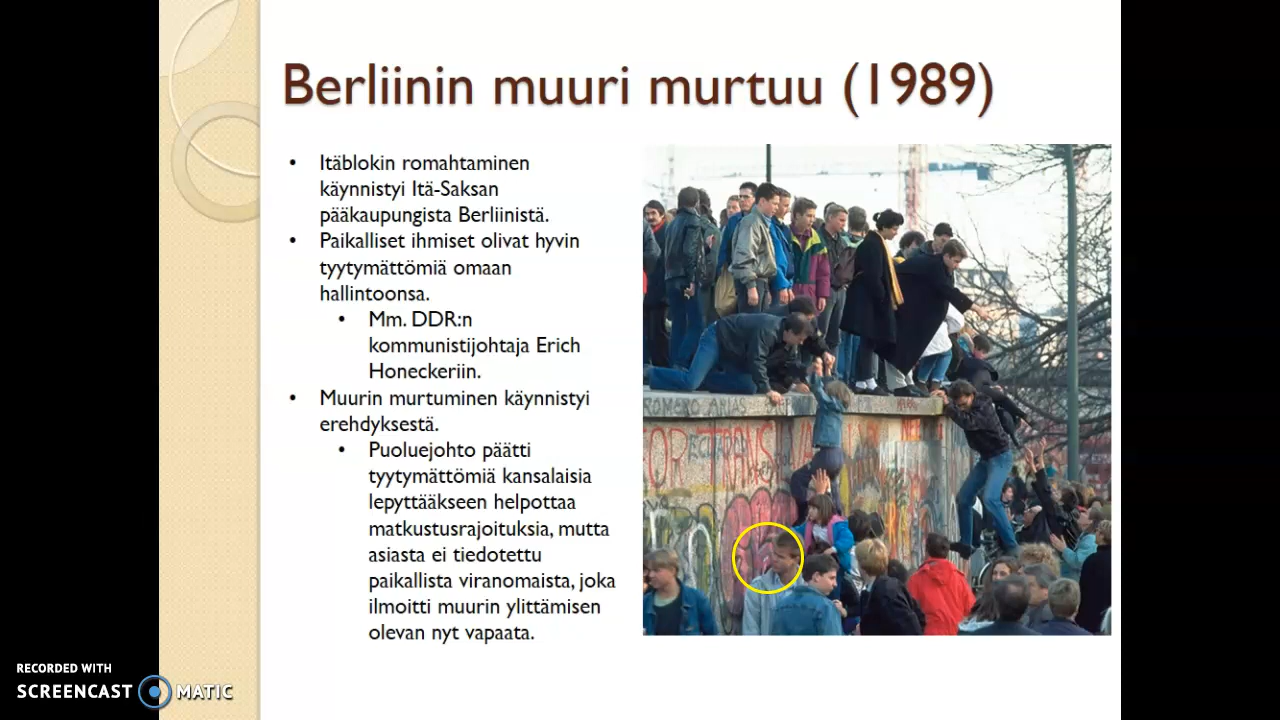 Berliinin muuri murtuu (1989)
• Itäblokin romahtaminen
käynnistyi Itä-Saksan
pääkaupungista Berliinistä.
• Paikalliset ihmiset olivat hyvin
tyytymättömiä omaan
hallintoonsa.
• Mm. DDR:n
kommunistijohtaja Erich
Honeckeriin.
• Muurin murtuminen käynnistyi
erehdyksestä.
• Puoluejohto päätti
tyytymättömiä kansalaisia
lepyttääkseen helpottaa
matkustusrajoituksia, mutta
asiasta ei tiedotettu
paikallista viranomaista, joka
ilmoitti muurin ylittämisen
olevan nyt vapaata.
ROMERO ARIAS
RECORDED WITH
SCREENCAST MATIC